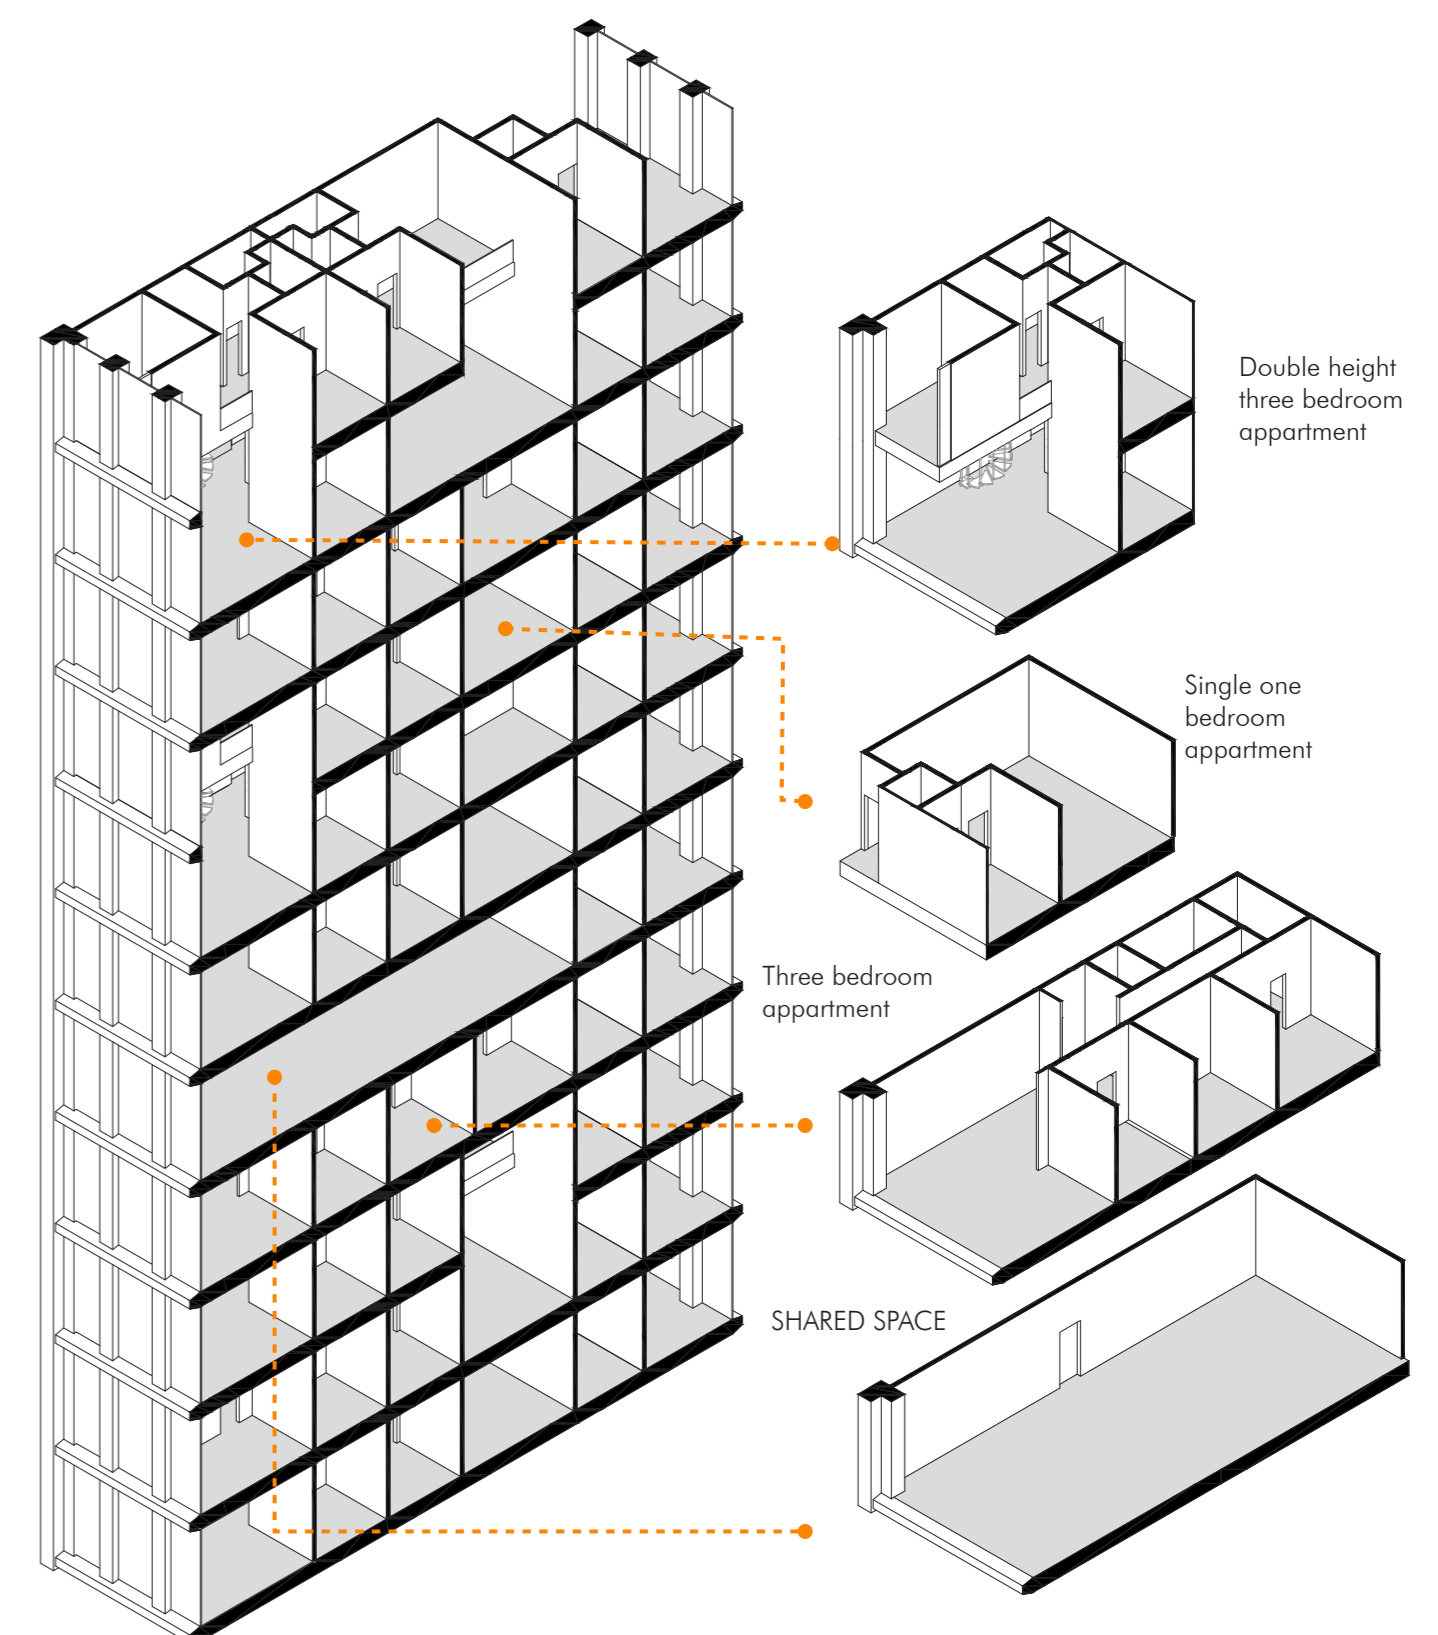 Double height
three bedroom
appartment
Single one
bedroom
appartment
Three bedroom
appartment
SHARED SPACE